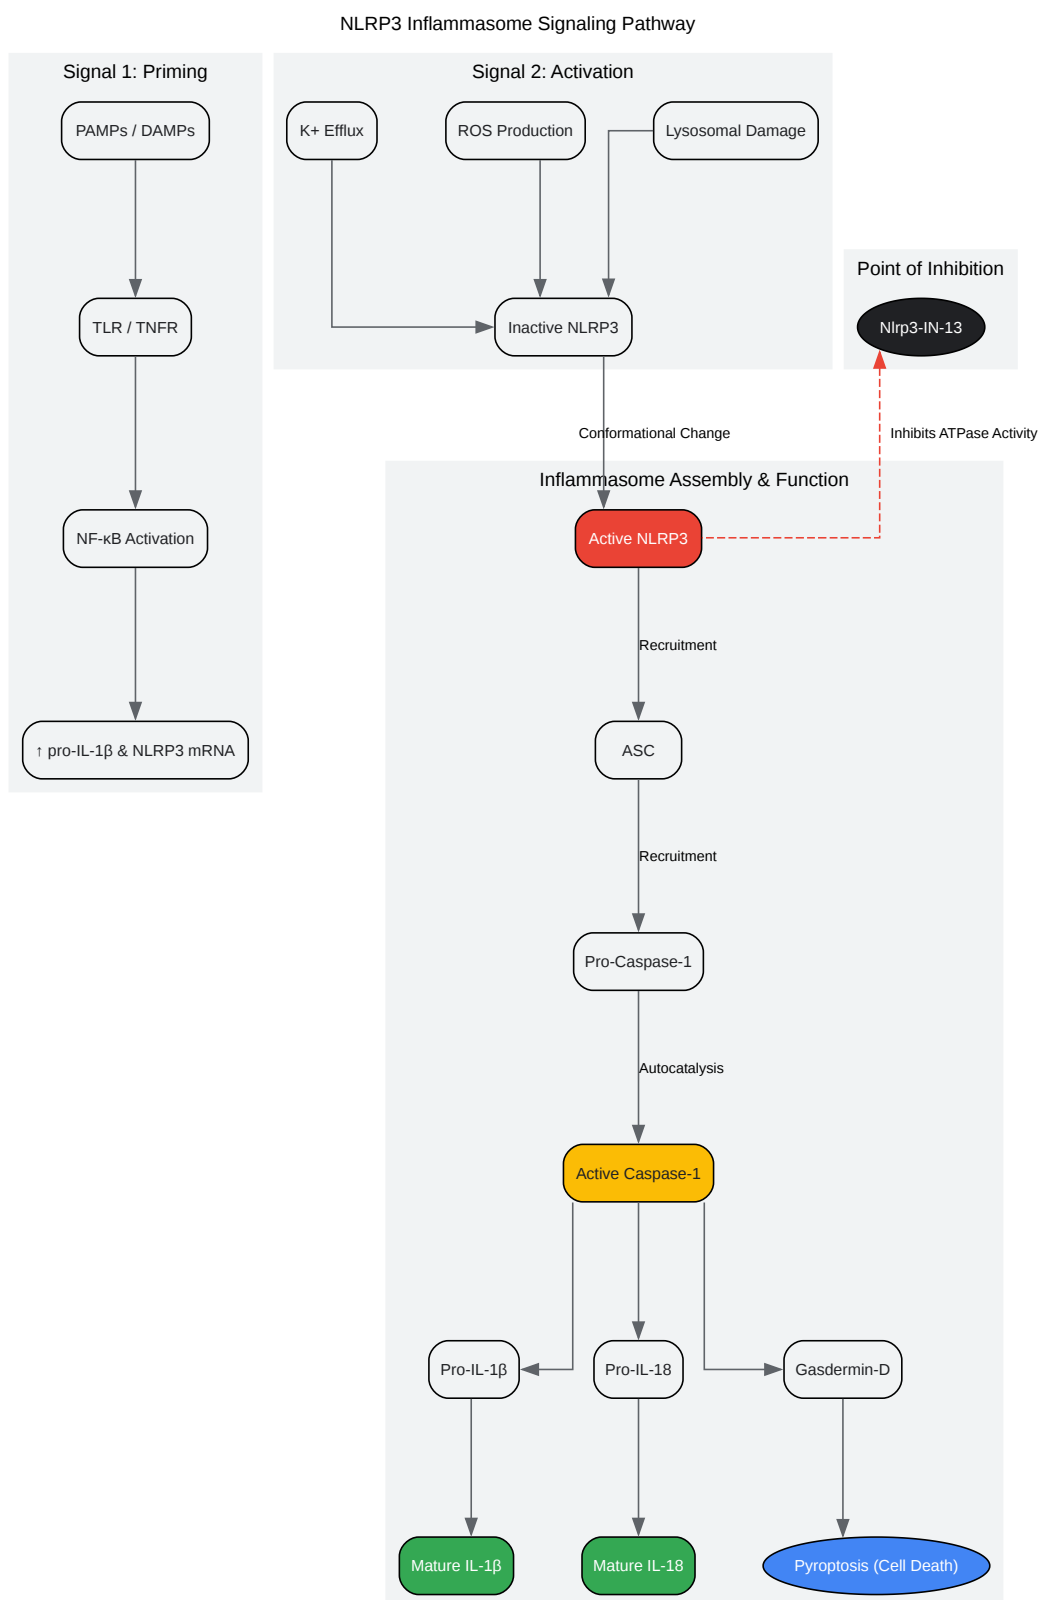 NLRP3 Inflammasome Signaling Pathway
Signal 1: Priming
PAMPs / DAMPs
TLR / TNFR
NF-κB Activation
↑ pro-IL-1β & NLRP3 mRNA
Signal 2: Activation
K+ Efflux
ROS Production
Lysosomal Damage
Inactive NLRP3
Point of Inhibition
Nlrp3-IN-13
Conformational Change
Inhibits ATPase Activity
Inflammasome Assembly & Function
Active NLRP3
Recruitment
ASC
Recruitment
Pro-Caspase-1
Autocatalysis
Active Caspase-1
Pro-IL-1β
Pro-IL-18
Gasdermin-D
Mature IL-1β
Mature IL-18
Pyroptosis (Cell Death)